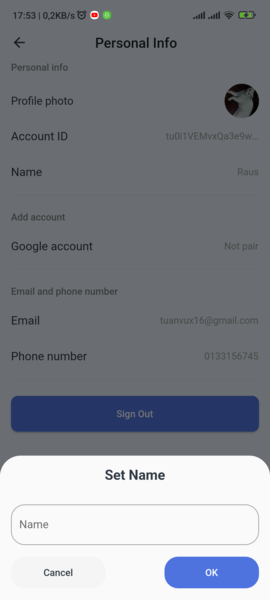 17:53 | 0,2KB/s
Personal Info
Personal info
Profile photo
Account ID
Name Raus
Add account
Google account Not pair
Email and phone number
Email tuanvux16@gmail.com
Phone number 0133156745
Sign Out
Set Name
Name
Cancel OK